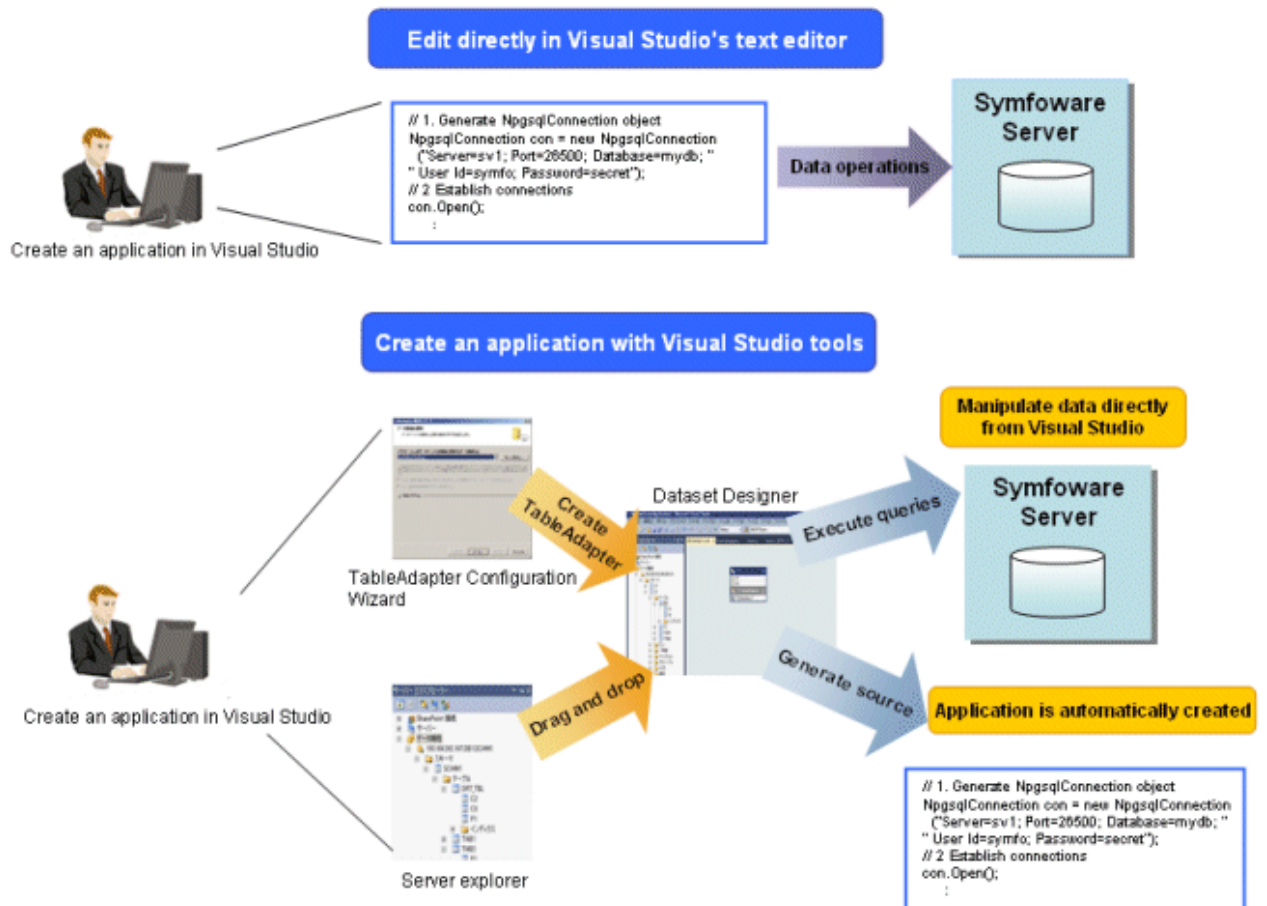 Edit directly in Visual Studio's text editor
// 1. Generate NpgsqlConnection object
NpgsqlConnection con = new NpgsqlConnection
("Server=sv1; Port=26500; Database=mydb; "
" User Id=symfo; Password=secret");
// 2 Establish connections
con.Open();
:
Data operations
Symfoware
Server
Create an application in Visual Studio
Create an application with Visual Studio tools
Manipulate data directly
from Visual Studio
Create
TableAdapter
Dataset Designer
Execute queries
Symfoware
Server
TableAdapter Configuration
Wizard
Create an application in Visual Studio
Drag and drop
Generate source
Application is automatically created
Server explorer
// 1. Generate NpgsqlConnection object
NpgsqlConnection con = new NpgsqlConnection
("Server=sv1; Port=26500; Database=mydb; "
" User Id=symfo; Password=secret");
// 2 Establish connections
con.Open();
: